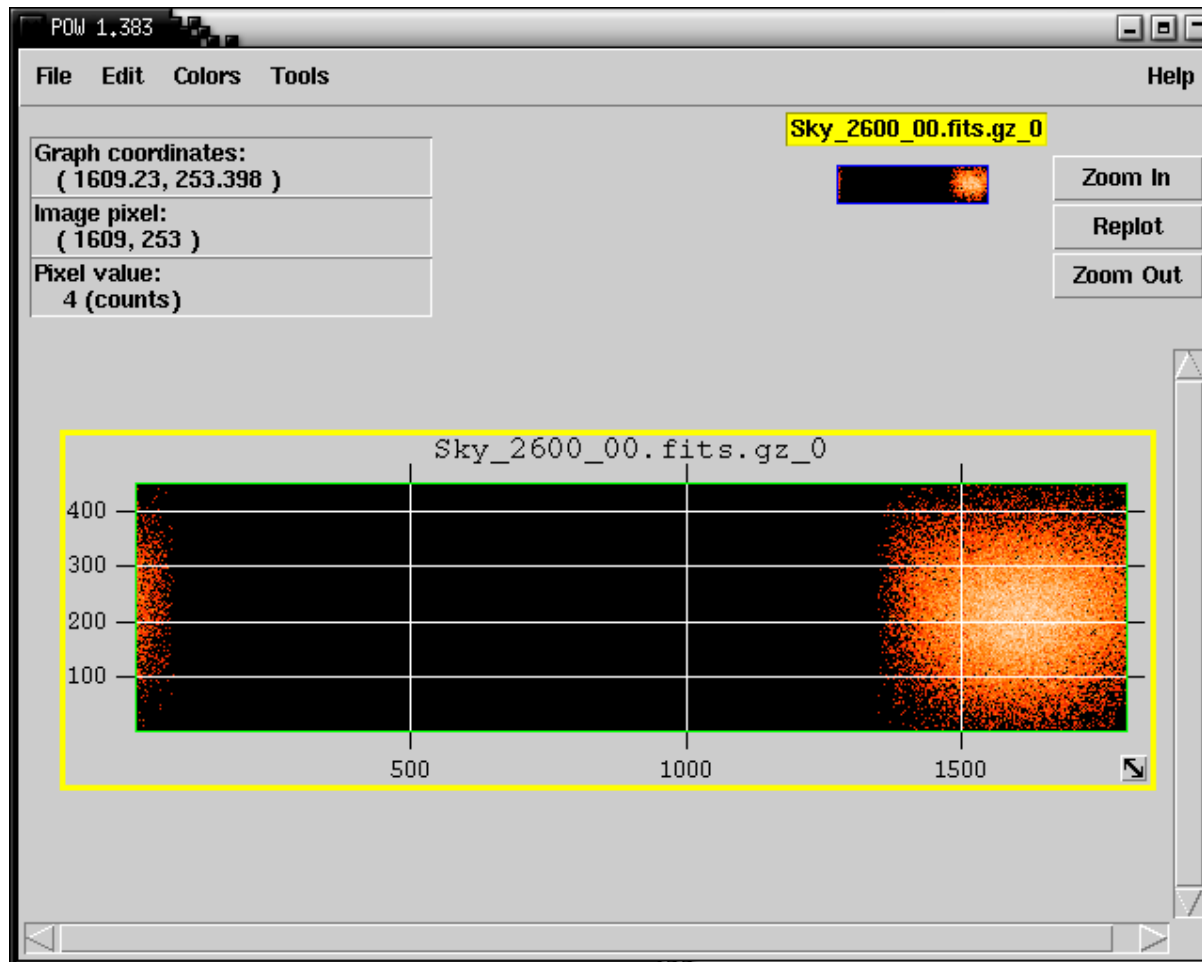 POW 1.383
File Edit Colors Tools Help
Sky_2600_00.fits.gz_0
Graph coordinates:
( 1609.23, 253.398 )
Image pixel:
( 1609, 253 )
Pixel value:
4 (counts)
Zoom In
Replot
Zoom Out
Sky_2600_00.fits.gz_0
400
300
200
100
500 1000 1500